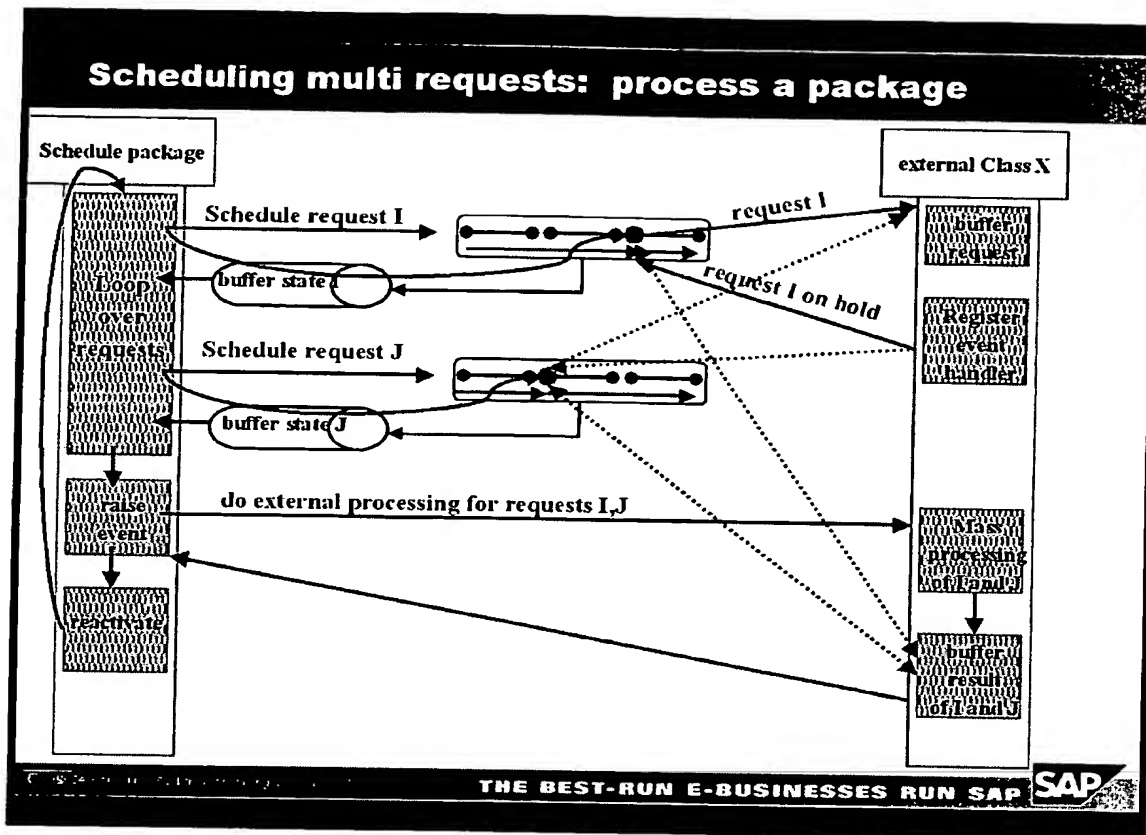 Scheduling multi requests: process a package
Schedule package
external Class X
Schedule request I
request I
buffer
request
buffer state I
Loop
over
requests
request I on hold
Register
event
handler
Schedule request J
buffer state J
raise
event
do external processing for requests I,J
Mass
processing
of I and J
reactivate
buffer
result
of I and J
THE BEST-RUN E-BUSINESSES RUN SAP
SAP